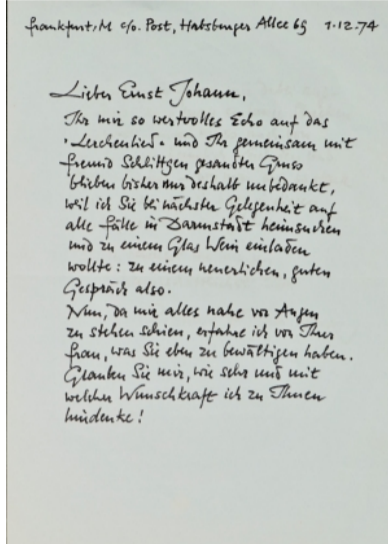 Frankfurt, M c/o. Post, Habsburger Allee 69 1.12.74
Lieber Ernst Johann,
Ihr mir so wertvolles Echo auf das
"Lerchenlied" und Ihr gemeinsam mit
Freund Schlittgen gesandter Gruss
blieben bisher nur deshalb unbedankt,
weil ich Sie bei nächster Gelegenheit auf
alle Fälle in Darmstadt heimsuchen
und zu einem Glas Wein einladen
wollte: zu einem neuerlichen, guten
Gespräch also.
Nun, da mir alles nahe vor Augen
zu stehen schien, erfahre ich von Ihrer
Frau, was Sie eben zu bewältigen haben.
Glauben Sie mir, wie sehr und mit
welcher Wunschkraft ich zu Ihnen
hindenke!